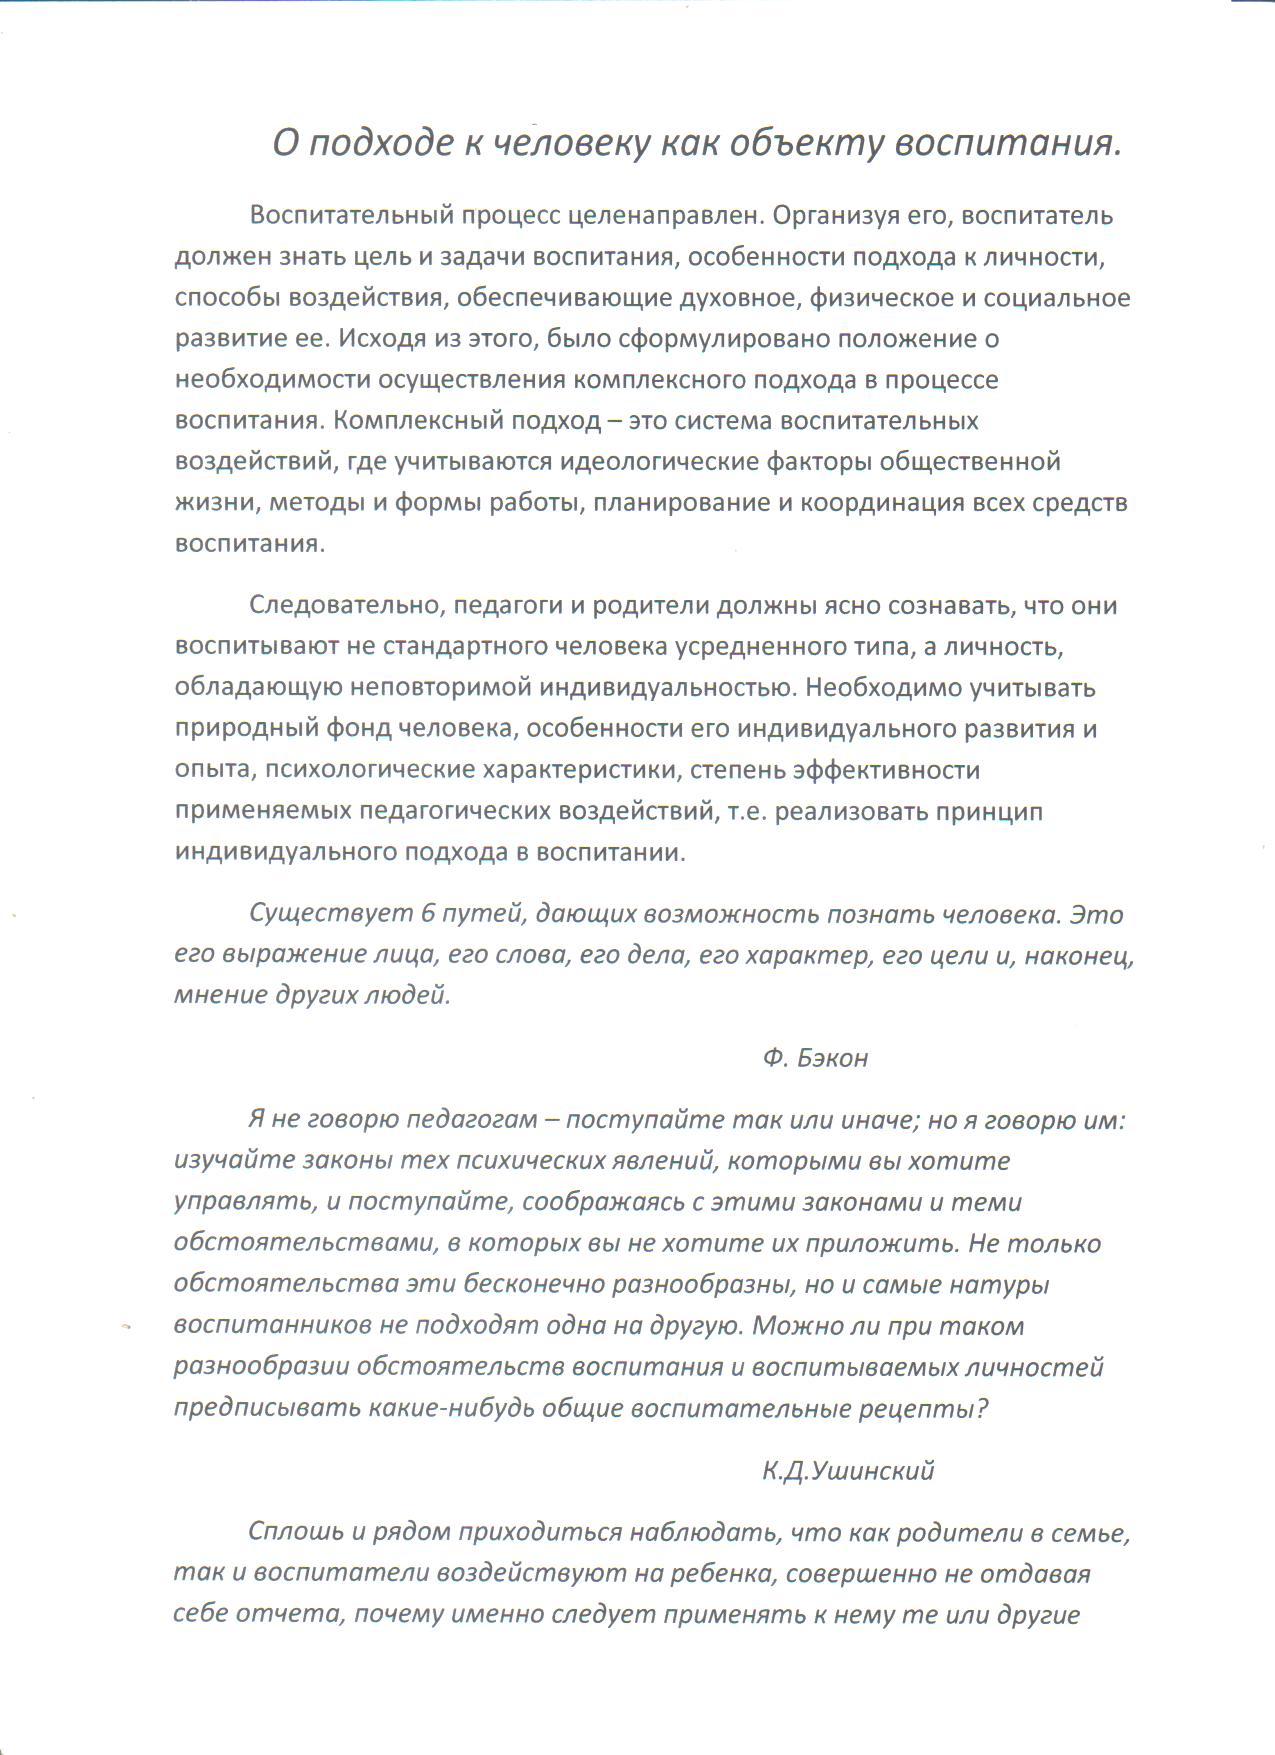 О подходе к человеку как объекту воспитания.
Воспитательный процесс целенаправлен. Организуя его, воспитатель
должен знать цель и задачи воспитания, особенности подхода к личности,
способы воздействия, обеспечивающие духовное, физическое и социальное
развитие ее. Исходя из этого, было сформулировано положение о
необходимости осуществления комплексного подхода в процессе
воспитания. Комплексный подход – это система воспитательных
воздействий, где учитываются идеологические факторы общественной
жизни, методы и формы работы, планирование и координация всех средств
воспитания.
Следовательно, педагоги и родители должны ясно сознавать, что они
воспитывают не стандартного человека усредненного типа, а личность,
обладающую неповторимой индивидуальностью. Необходимо учитывать
природный фонд человека, особенности его индивидуального развития и
опыта, психологические характеристики, степень эффективности
применяемых педагогических воздействий, т.е. реализовать принцип
индивидуального подхода в воспитании.
Существует 6 путей, дающих возможность познать человека. Это
его выражение лица, его слова, его дела, его характер, его цели и, наконец,
мнение других людей.
Ф. Бэкон
Я не говорю педагогам – поступайте так или иначе; но я говорю им:
изучайте законы тех психических явлений, которыми вы хотите
управлять, и поступайте, соображаясь с этими законами и теми
обстоятельствами, в которых вы не хотите их приложить. Не только
обстоятельства эти бесконечно разнообразны, но и самые натуры
воспитанников не подходят одна на другую. Можно ли при таком
разнообразии обстоятельств воспитания и воспитываемых личностей
предписывать какие-нибудь общие воспитательные рецепты?
К.Д.Ушинский
Сплошь и рядом приходиться наблюдать, что как родители в семье,
так и воспитатели воздействуют на ребенка, совершенно не отдавая
себе отчета, почему именно следует применять к нему те или другие